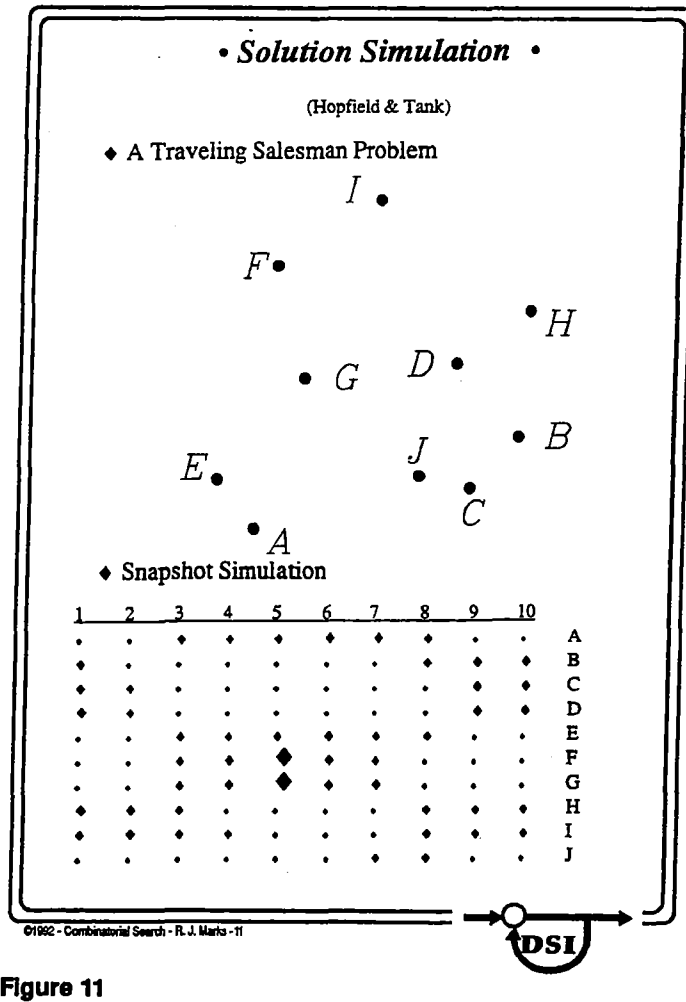 • Solution Simulation •
(Hopfield & Tank)
♦ A Traveling Salesman Problem
I
F
H
D
G
B
J
E
C
A
♦ Snapshot Simulation
1 2 3 4 5 6 7 8 9 10
A
B
C
D
E
F
G
H
I
J
©1992 - Combinatorial Search - R. J. Marks - 11
DSI
Figure 11